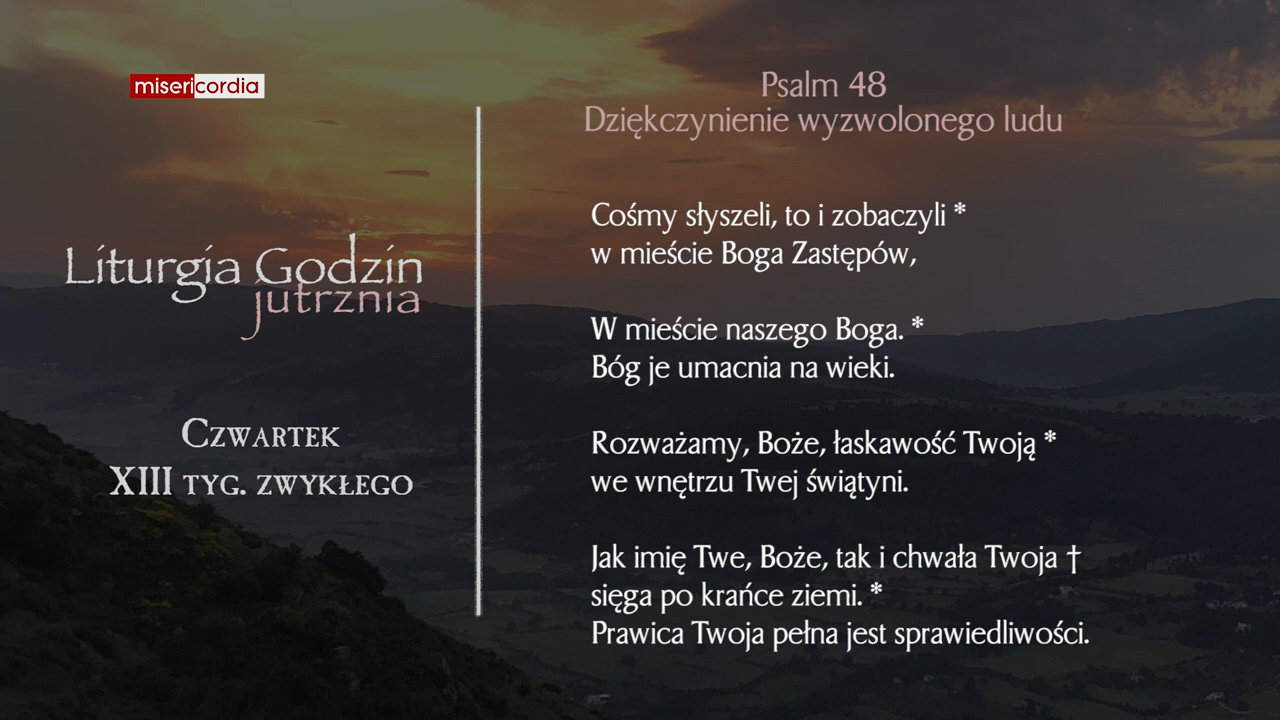 misericordia
Liturgia Godzin
jutrznia
Czwartek
XIII tyg. zwykłego
Psalm 48
Dziękczynienie wyzwolonego ludu
Cośmy słyszeli, to i zobaczyli *
w mieście Boga Zastępów,
W mieście naszego Boga. *
Bóg je umacnia na wieki.
Rozważamy, Boże, łaskawość Twoją *
we wnętrzu Twej świątyni.
Jak imię Twe, Boże, tak i chwała Twoja †
sięga po krańce ziemi. *
Prawica Twoja pełna jest sprawiedliwości.